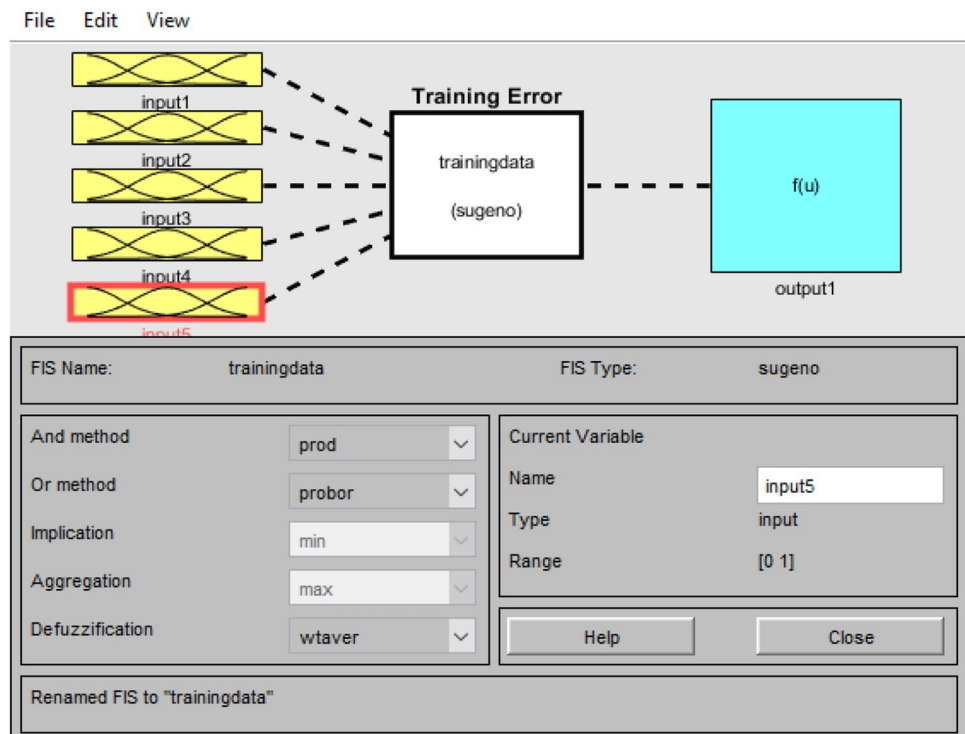 File Edit View
input1
Training Error
input2
trainingdata
f(u)
input3
(sugeno)
input4
output1
input5
FIS Name: trainingdata FIS Type: sugeno
And method prod
Or method probor
Implication min
Aggregation max
Defuzzification wtaver
Current Variable
Name input5
Type input
Range [0 1]
Help Close
Renamed FIS to "trainingdata"